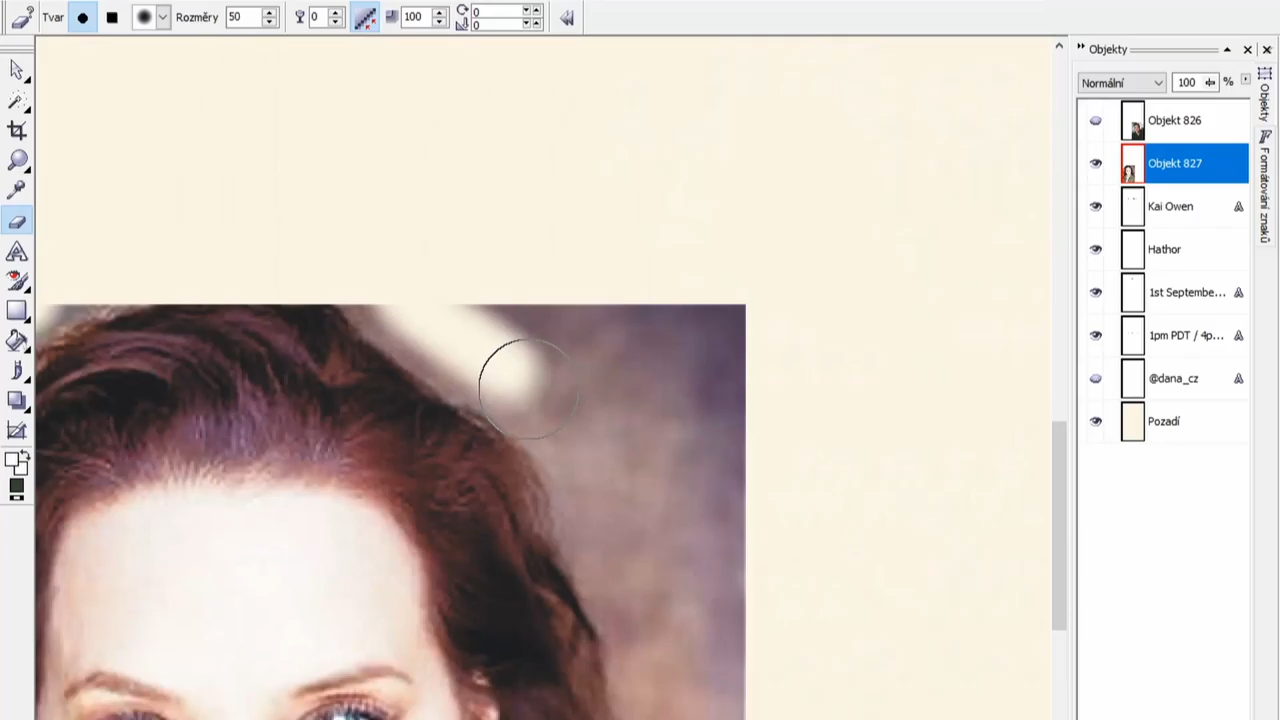 Tvar Rozměry 50 0 100 0
0
Objekty
Normální 100 %
Objekt 826
Objekt 827
Kai Owen
Hathor
1st Septembe...
1pm PDT / 4p...
@dana_cz
Pozadí
Objekty
Formátování znaků